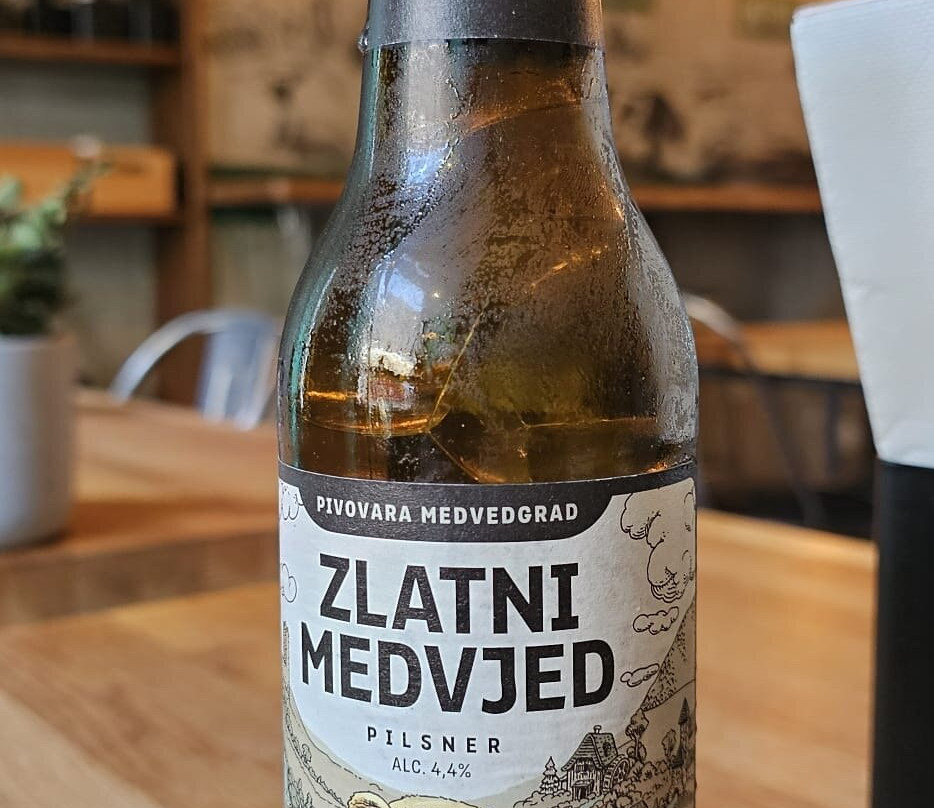 PIVOVARA MEDVEDGRAD
ZLATNI
MEDVJED
PILSNER
ALC. 4,4%